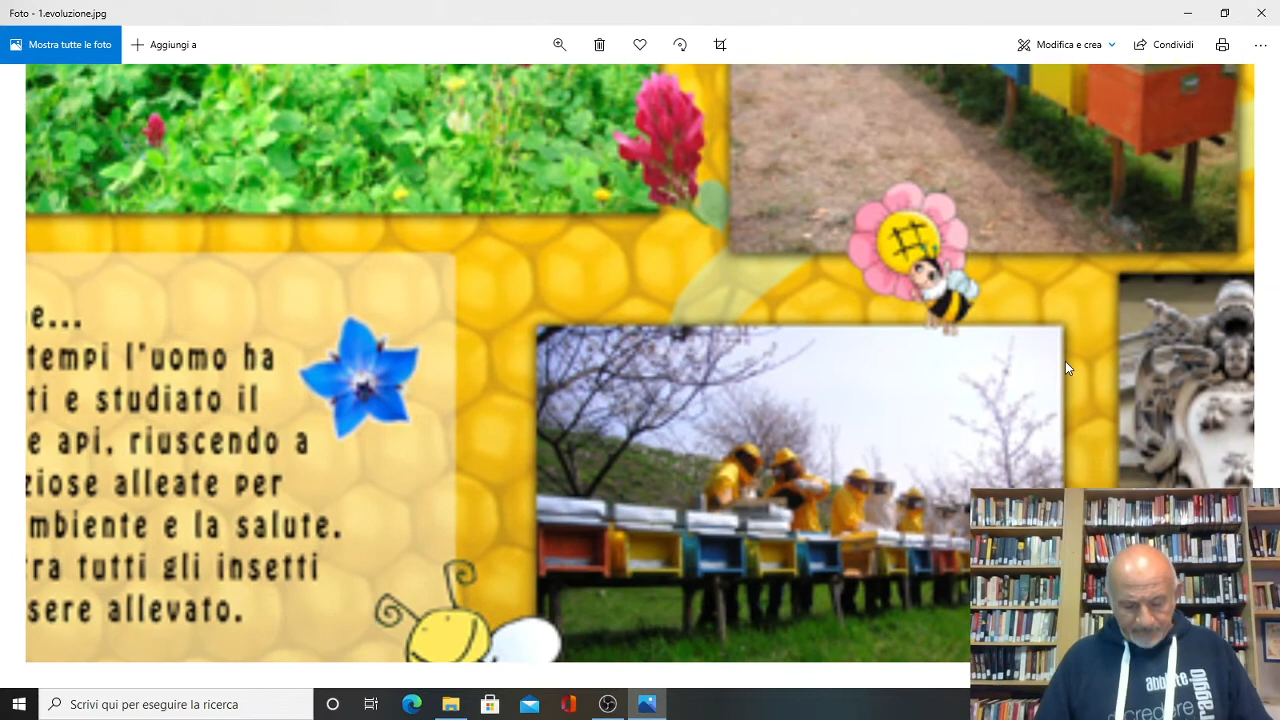 Foto - 1.evoluzione.jpg
Mostra tutte le foto
Aggiungi a
Modifica e crea
Condividi
e...
tempi l'uomo ha
ti e studiato il
e api, riuscendo a
ziose alleate per
mbiente e la salute.
ra tutti gli insetti
sere allevato.
credere
Scrivi qui per eseguire la ricerca